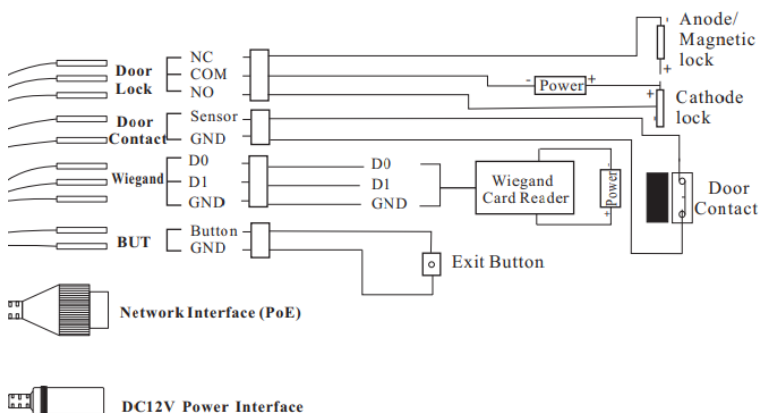 Anode/
Magnetic
lock
NC
Door
Lock
COM
NO
- Power +
- +
+ -
Cathode
lock
Door
Contact
Sensor
GND
Wiegand
D0
D1
GND
D0
D1
GND
Wiegand
Card Reader
- Power +
Door
Contact
BUT
Button
GND
Exit Button
Network Interface (PoE)
DC12V Power Interface